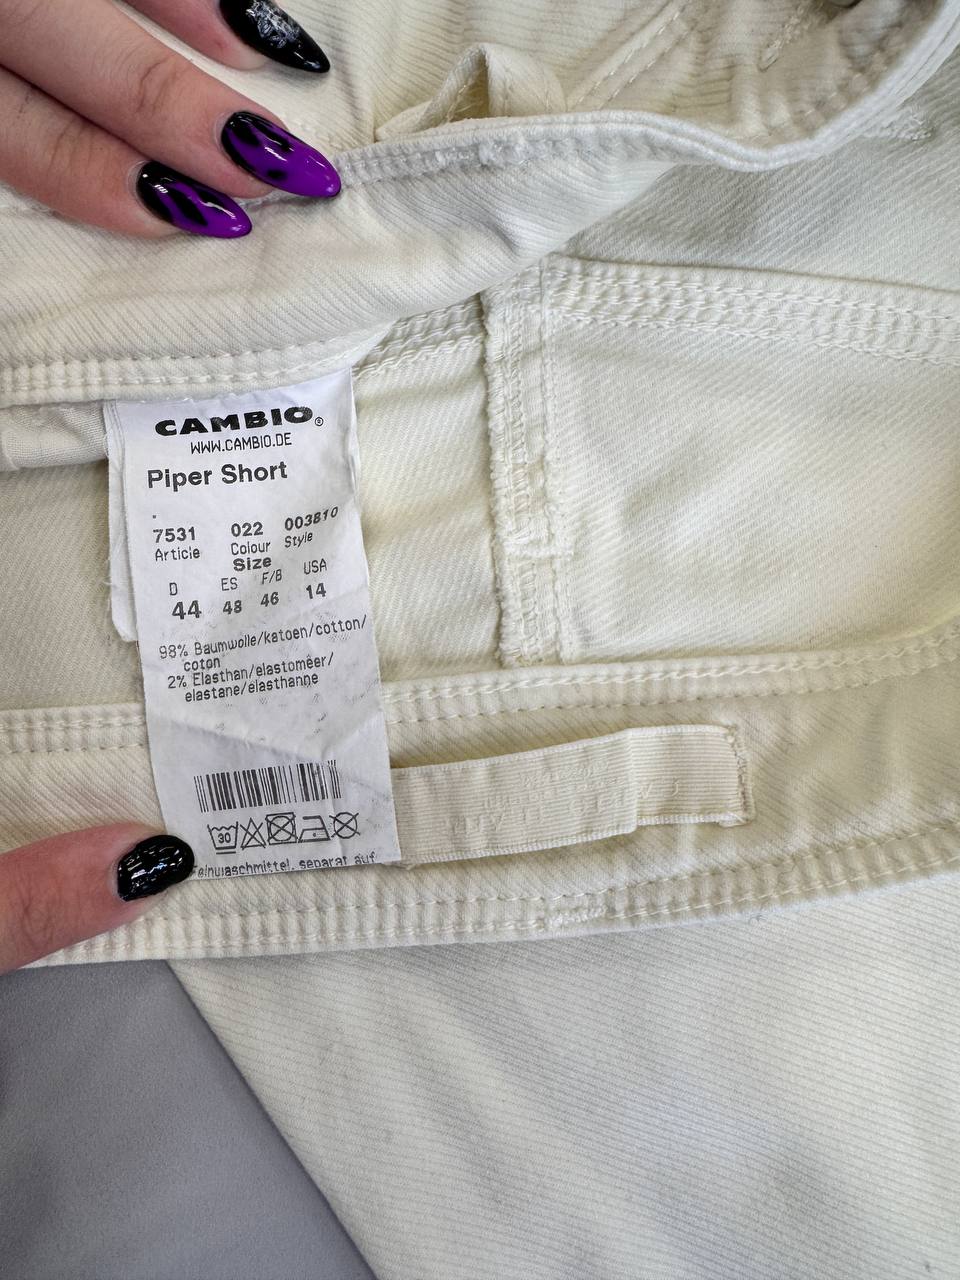 CAMBIO®
WWW.CAMBIO.DE
Piper Short
7531 022 003810
Article Colour Style
Size
D ES F/B USA
44 48 46 14
98% Baumwolle/katoen/cotton/
coton
2% Elasthan/elastomeer/
elastane/elasthanne
30
Feinwaschmittel, separat auf